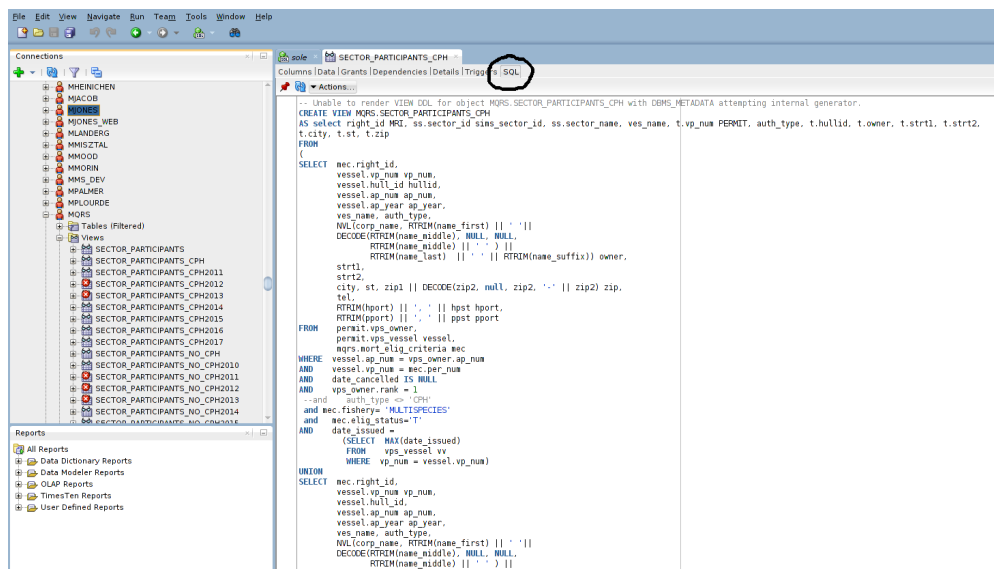 File Edit View Navigate Run Team Tools Window Help
Connections
MHEINICHEN
MJACOB
MJONES
MJONES_WEB
MLANDERG
MMISZTAL
MMOOD
MMORIN
MMS_DEV
MPALMER
MPLOURDE
MQRS
Tables (Filtered)
Views
SECTOR_PARTICIPANTS
SECTOR_PARTICIPANTS_CPH
SECTOR_PARTICIPANTS_CPH2011
SECTOR_PARTICIPANTS_CPH2012
SECTOR_PARTICIPANTS_CPH2013
SECTOR_PARTICIPANTS_CPH2014
SECTOR_PARTICIPANTS_CPH2015
SECTOR_PARTICIPANTS_CPH2016
SECTOR_PARTICIPANTS_CPH2017
SECTOR_PARTICIPANTS_NO_CPH
SECTOR_PARTICIPANTS_NO_CPH2010
SECTOR_PARTICIPANTS_NO_CPH2011
SECTOR_PARTICIPANTS_NO_CPH2012
SECTOR_PARTICIPANTS_NO_CPH2013
SECTOR_PARTICIPANTS_NO_CPH2014
SECTOR_PARTICIPANTS_NO_CPH2015
Reports
All Reports
Data Dictionary Reports
Data Modeler Reports
OLAP Reports
TimesTen Reports
User Defined Reports
sole SECTOR_PARTICIPANTS_CPH
Columns | Data | Grants | Dependencies | Details | Triggers | SQL
Actions...
-- Unable to render VIEW DDL for object MQRS.SECTOR_PARTICIPANTS_CPH with DBMS_METADATA attempting internal generator.
CREATE VIEW MQRS.SECTOR_PARTICIPANTS_CPH
AS select right_id MRI, ss.sector_id sims_sector_id, ss.sector_name, ves_name, t.vp_num PERMIT, auth_type, t.hullid, t.owner, t.strt1, t.strt2,
t.city, t.st, t.zip
FROM
(
SELECT mec.right_id,
vessel.vp_num vp_num,
vessel.hull_id hullid,
vessel.ap_num ap_num,
vessel.ap_year ap_year,
ves_name, auth_type,
NVL(corp_name, RTRIM(name_first) || ' '||
DECODE(RTRIM(name_middle), NULL, NULL,
RTRIM(name_middle) || ' ' ) ||
RTRIM(name_last) || ' ' || RTRIM(name_suffix)) owner,
strt1,
strt2,
city, st, zip1 || DECODE(zip2, null, zip2, '-' || zip2) zip,
tel,
RTRIM(hport) || ', ' || hpst hport,
RTRIM(pport) || ', ' || ppst pport
FROM permit.vps_owner,
permit.vps_vessel vessel,
mqrs.mort_elig_criteria mec
WHERE vessel.ap_num = vps_owner.ap_num
AND vessel.vp_num = mec.per_num
AND date_cancelled IS NULL
AND vps_owner.rank = 1
--and auth_type <> 'CPH'
and mec.fishery= 'MULTISPECIES'
and mec.elig_status='T'
AND date_issued =
(SELECT MAX(date_issued)
FROM vps_vessel vv
WHERE vp_num = vessel.vp_num)
UNION
SELECT mec.right_id,
vessel.vp_num vp_num,
vessel.hull_id,
vessel.ap_num ap_num,
vessel.ap_year ap_year,
ves_name, auth_type,
NVL(corp_name, RTRIM(name_first) || ' '||
DECODE(RTRIM(name_middle), NULL, NULL,
RTRIM(name_middle) || ' ' ) ||